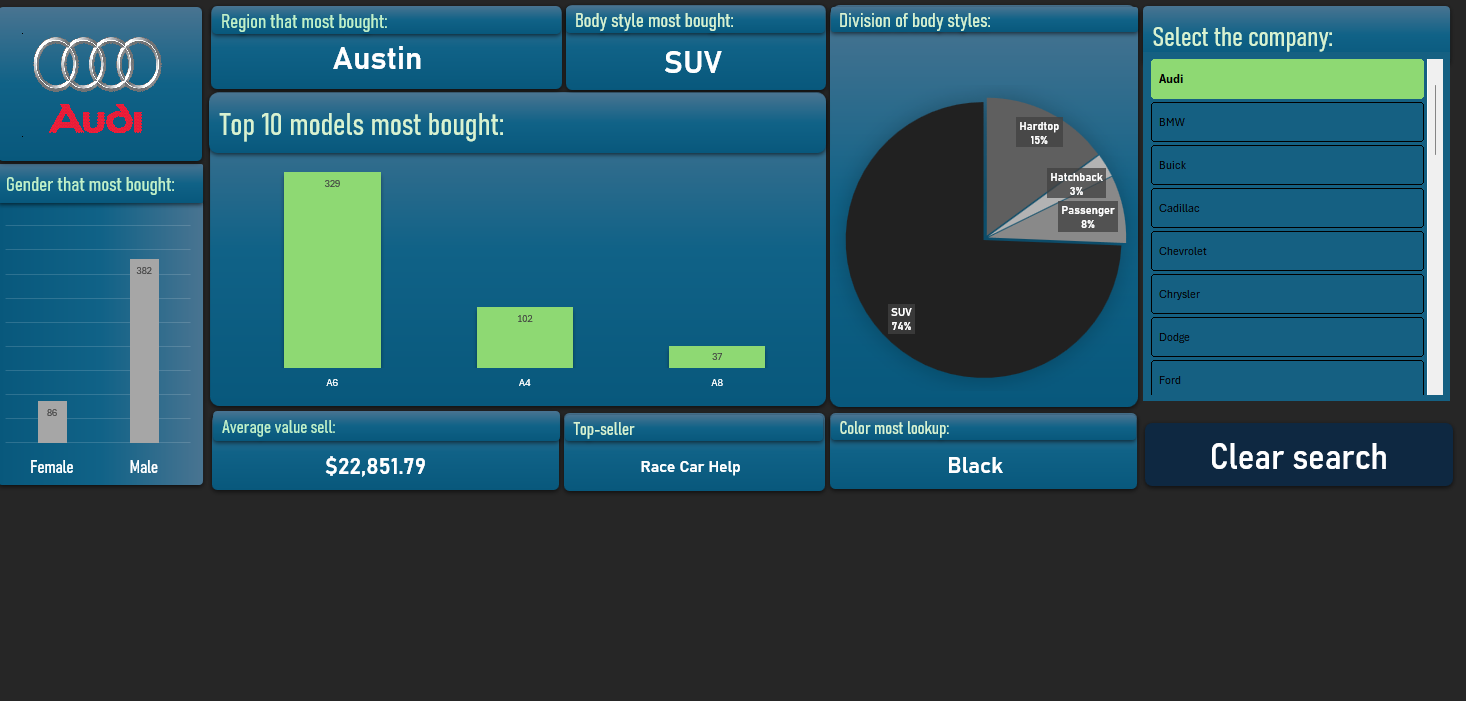 Audi
Gender that most bought:
86
382
Female
Male
Region that most bought:
Austin
Body style most bought:
SUV
Top 10 models most bought:
329
102
37
A6
A4
A8
Average value sell:
$22,851.79
Top-seller
Race Car Help
Division of body styles:
Hardtop
15%
Hatchback
3%
Passenger
8%
SUV
74%
Color most lookup:
Black
Select the company:
Audi
BMW
Buick
Cadillac
Chevrolet
Chrysler
Dodge
Ford
Clear search